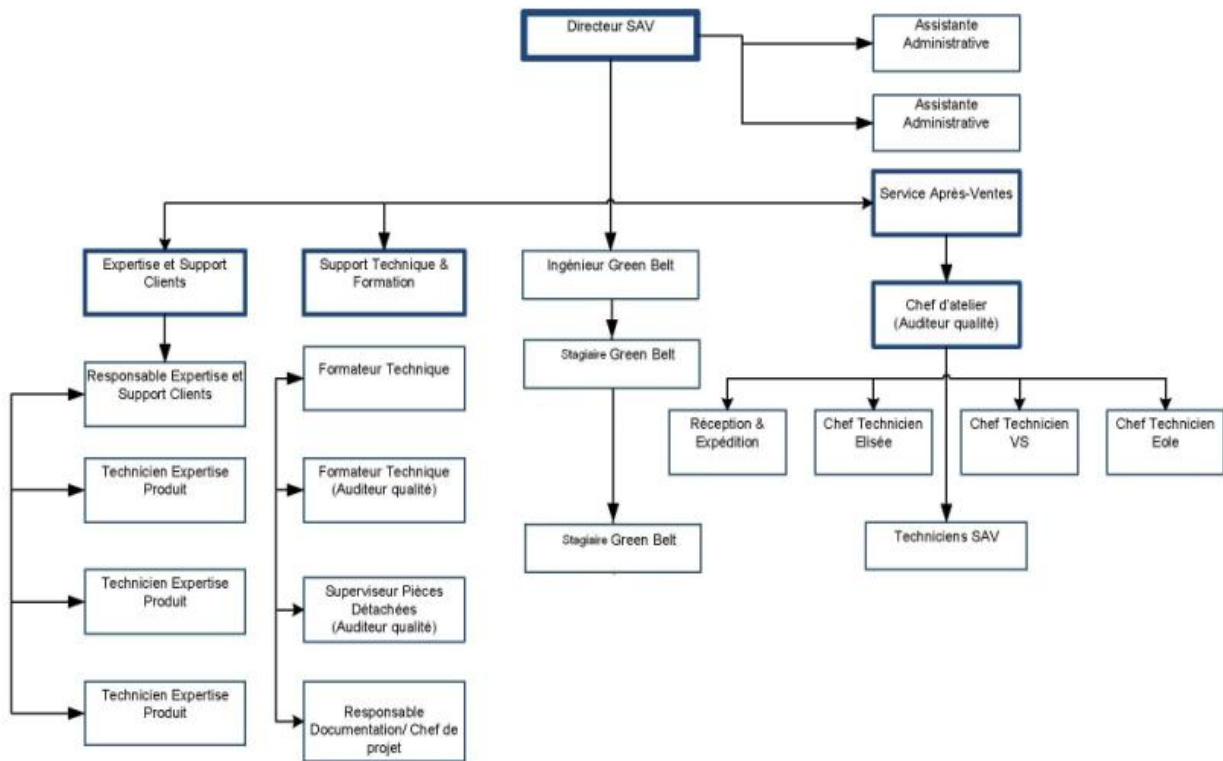 Directeur SAV
Assistante
Administrative
Assistante
Administrative
Service Après-Ventes
Expertise et Support
Clients
Support Technique &
Formation
Ingénieur Green Belt
Chef d'atelier
(Auditeur qualité)
Responsable Expertise et
Support Clients
Formateur Technique
Stagiaire Green Belt
Réception &
Expédition
Chef Technicien
Elisée
Chef Technicien
VS
Chef Technicien
Eole
Technicien Expertise
Produit
Formateur Technique
(Auditeur qualité)
Stagiaire Green Belt
Techniciens SAV
Technicien Expertise
Produit
Superviseur Pièces
Détachées
(Auditeur qualité)
Technicien Expertise
Produit
Responsable
Documentation/ Chef de
projet